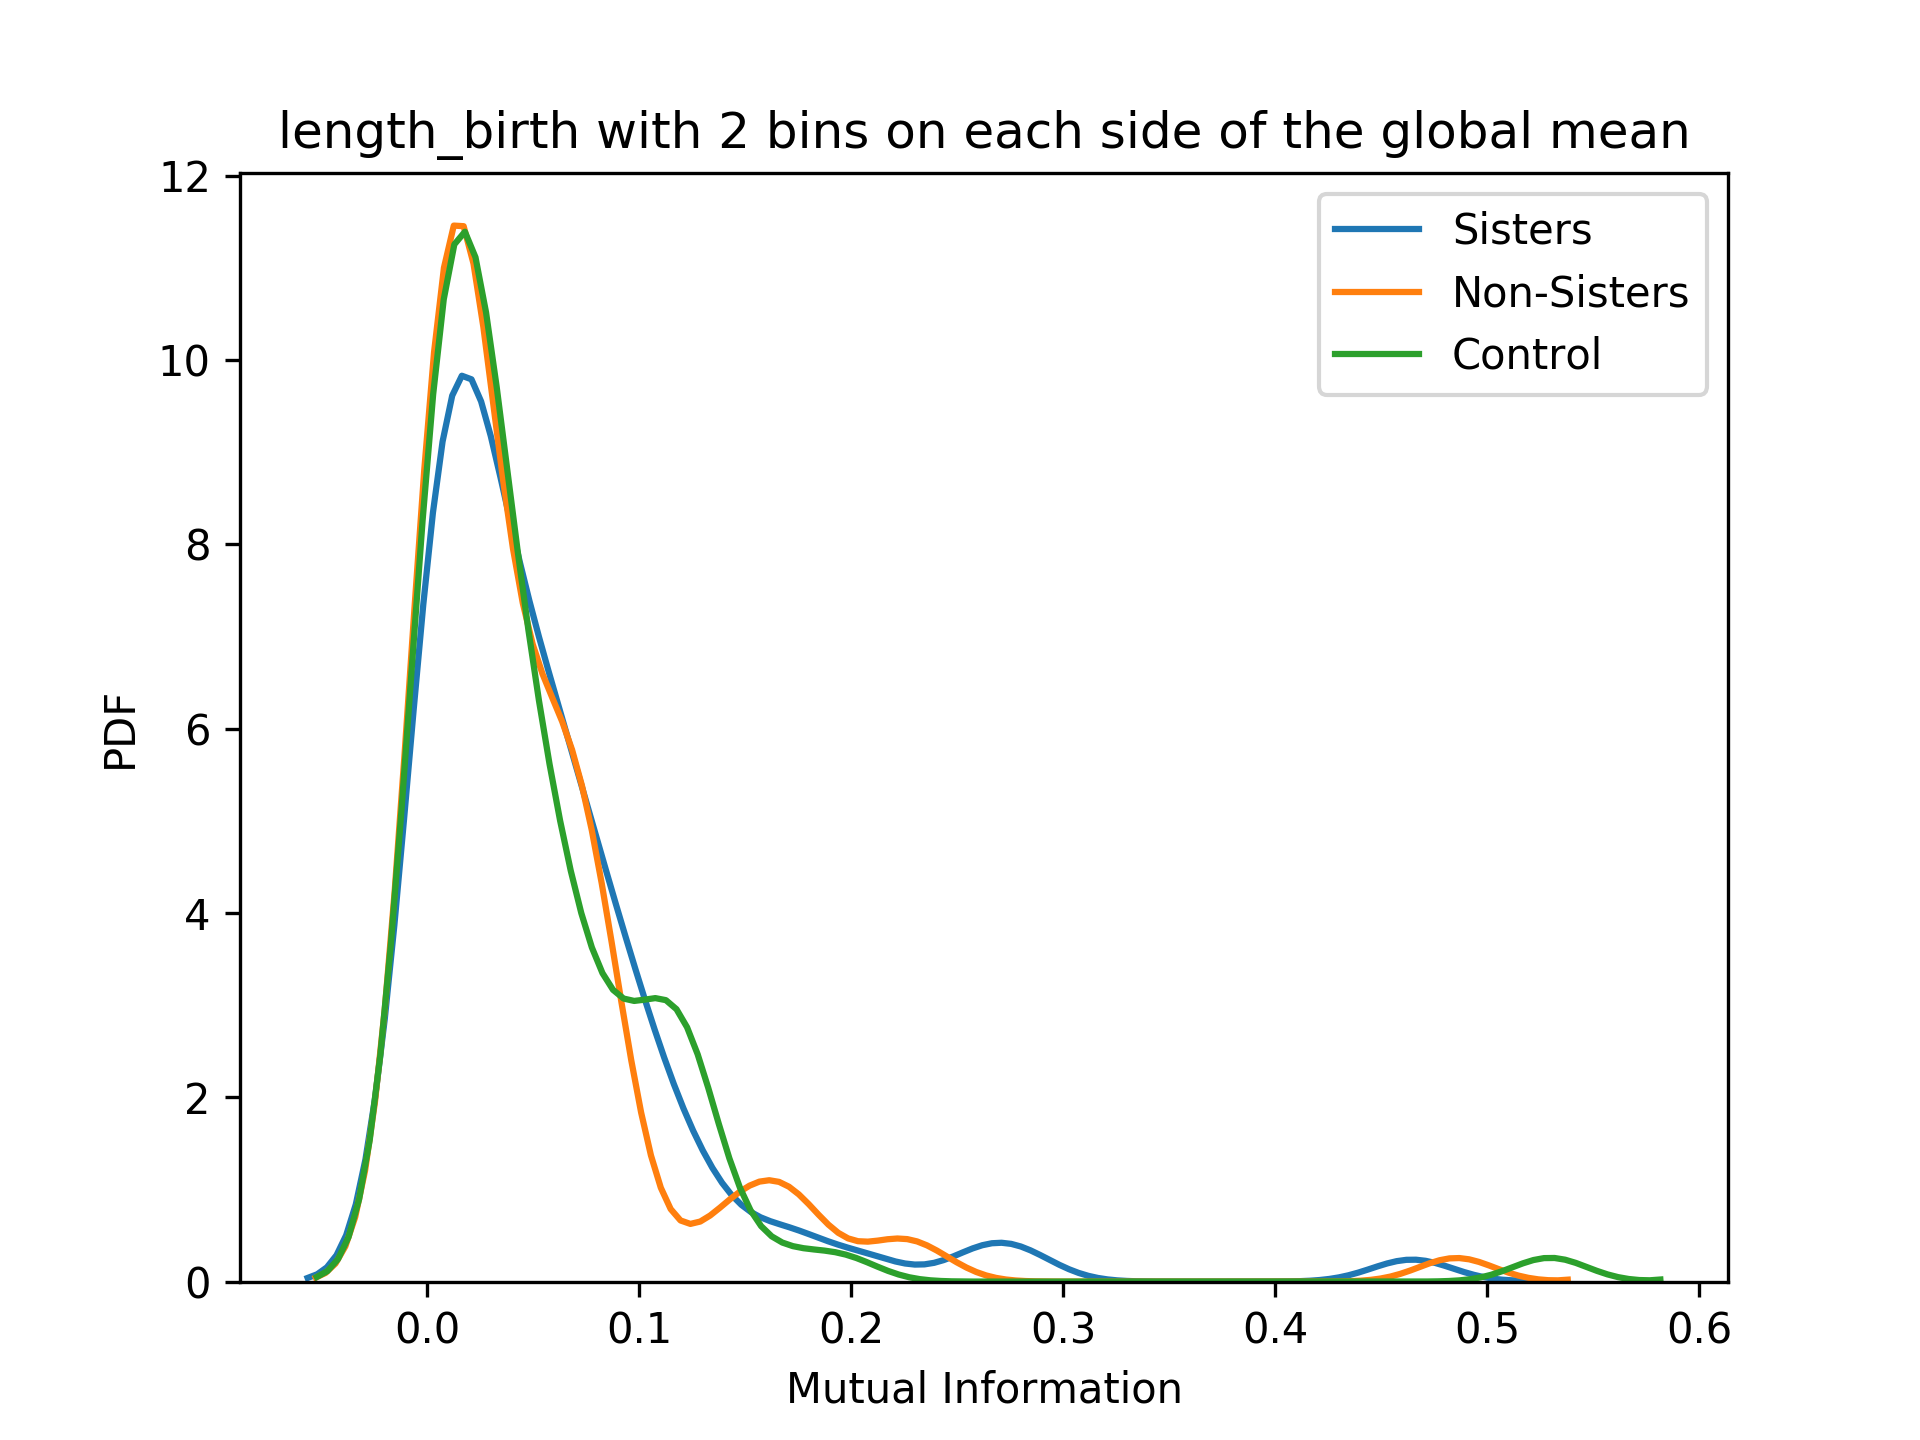 length_birth with 2 bins on each side of the global mean
12
10
8
6
4
2
0
PDF
Sisters
Non-Sisters
Control
0.0 0.1 0.2 0.3 0.4 0.5 0.6
Mutual Information